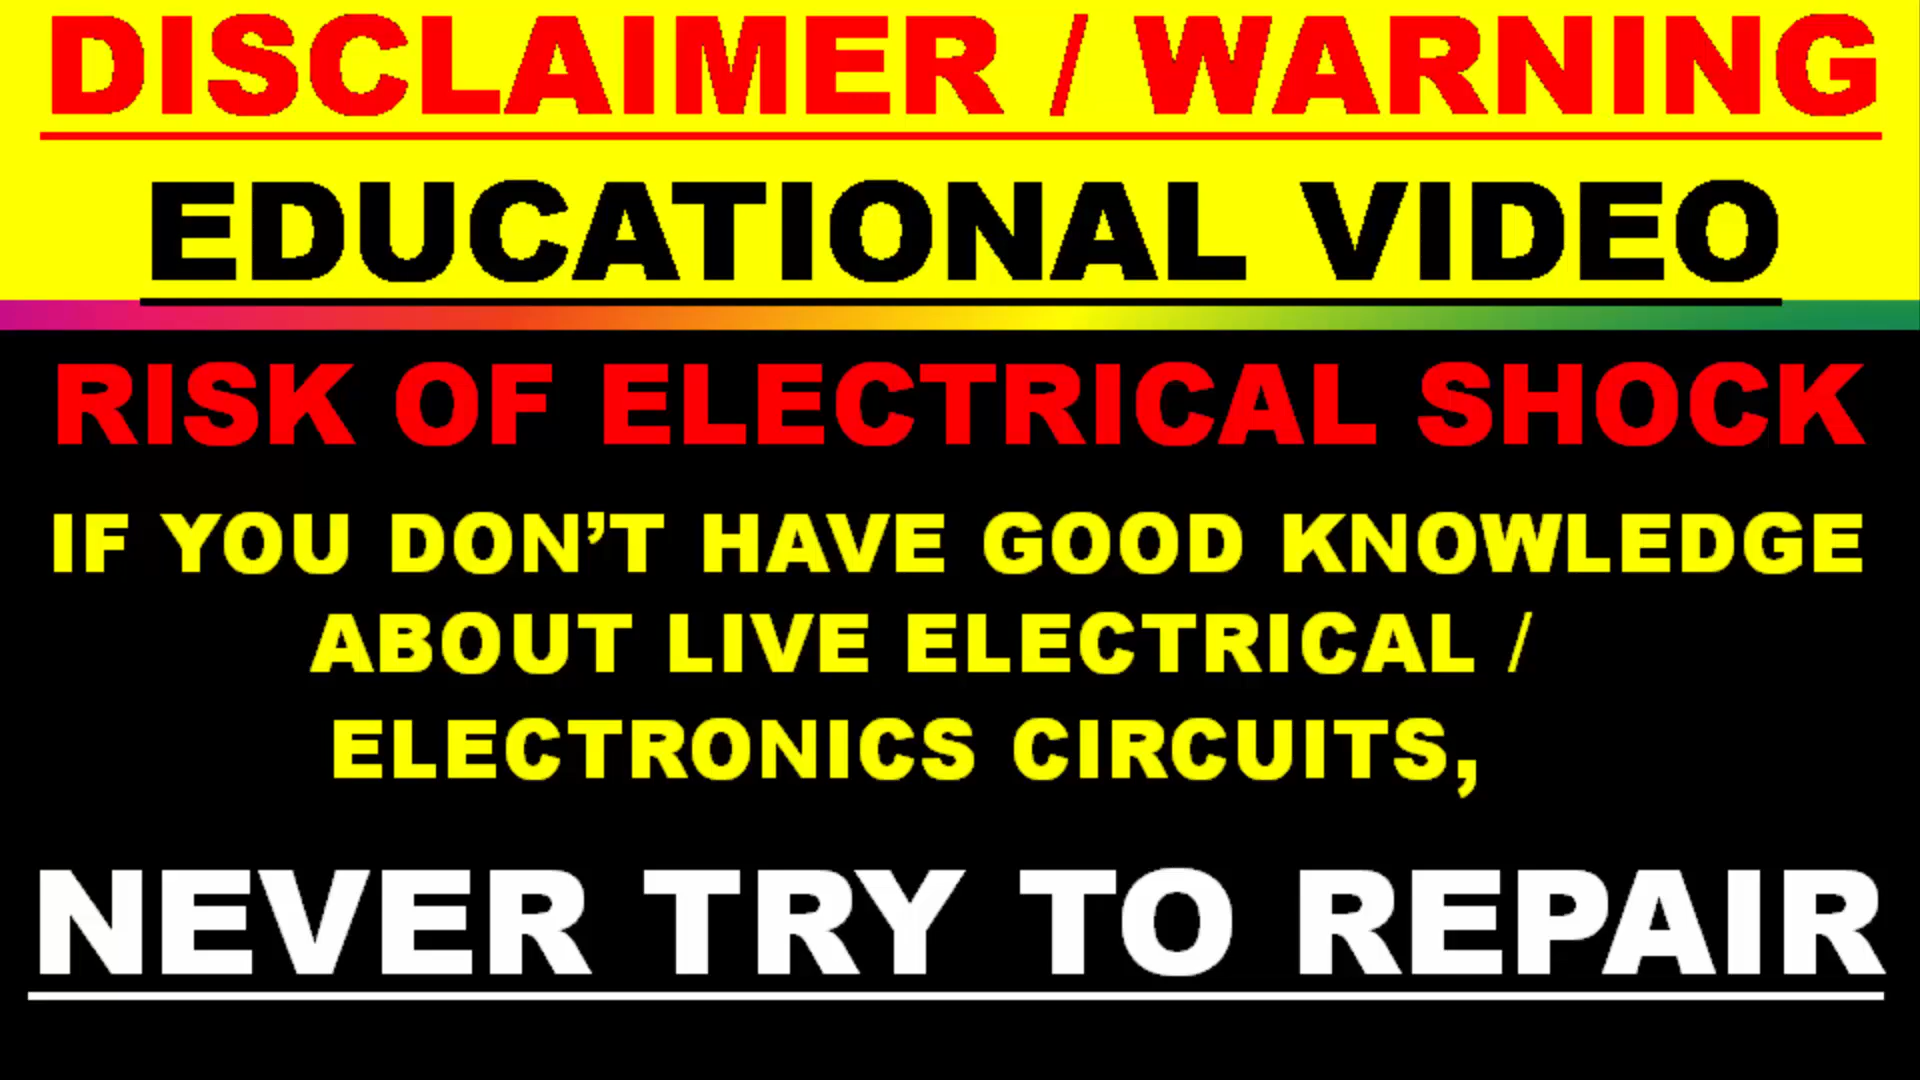 DISCLAIMER / WARNING
EDUCATIONAL VIDEO
RISK OF ELECTRICAL SHOCK
IF YOU DON’T HAVE GOOD KNOWLEDGE
ABOUT LIVE ELECTRICAL /
ELECTRONICS CIRCUITS,
NEVER TRY TO REPAIR